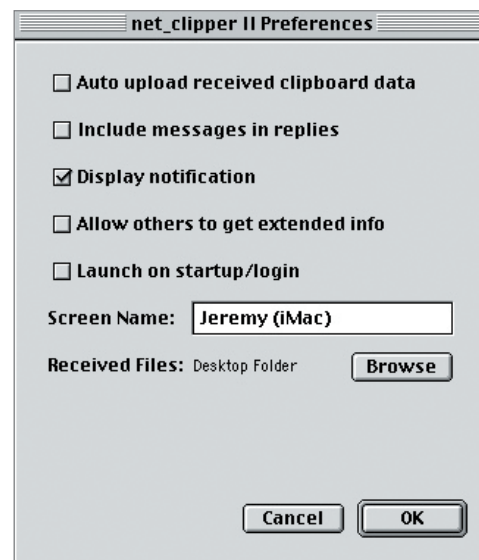 net_clipper II Preferences
Auto upload received clipboard data
Include messages in replies
Display notification
Allow others to get extended info
Launch on startup/login
Screen Name: Jeremy (iMac)
Received Files: Desktop Folder Browse
Cancel OK